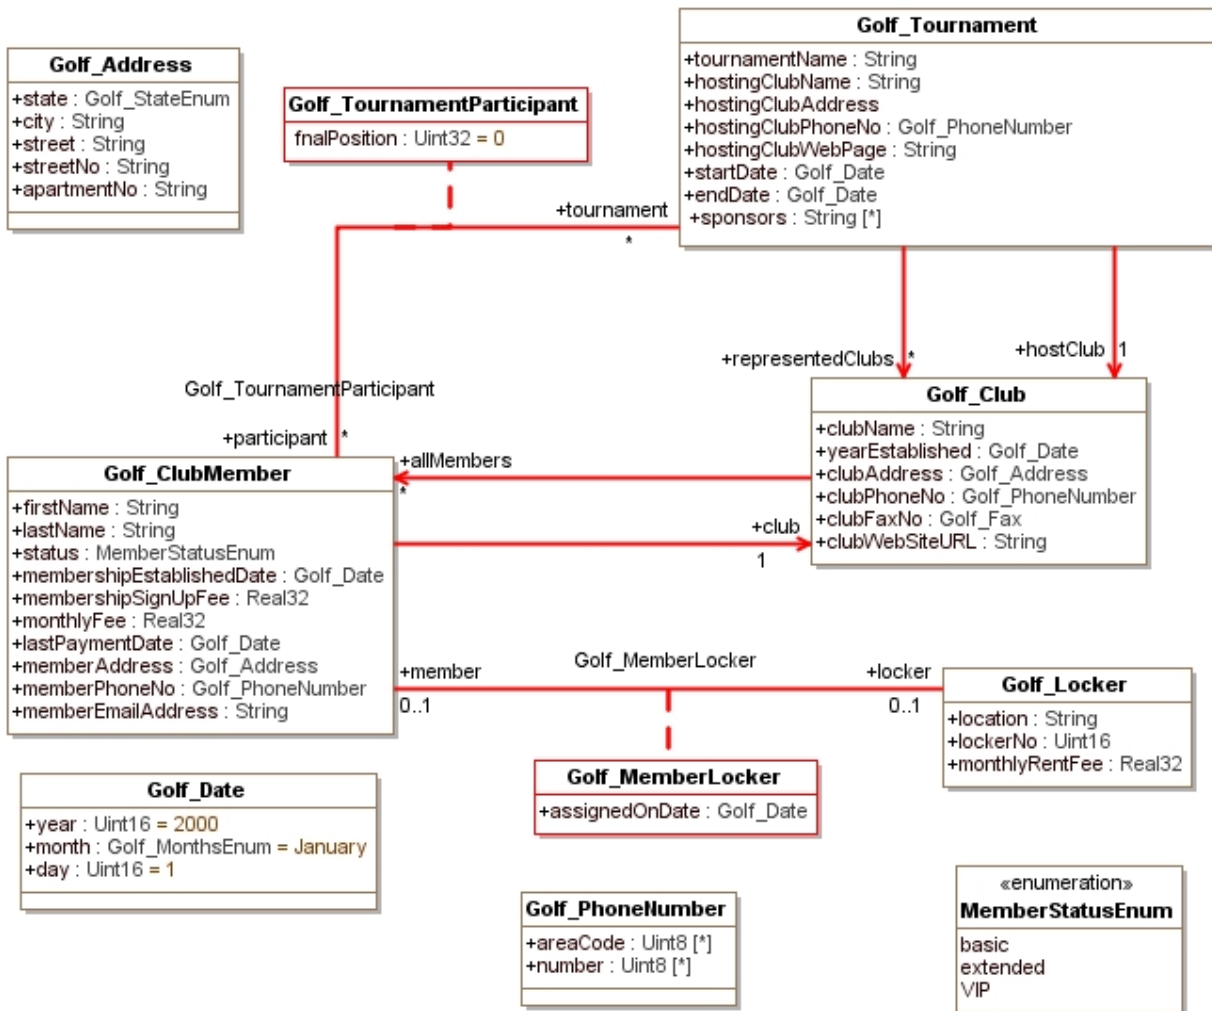 Golf_Address
+state : Golf_StateEnum
+city : String
+street : String
+streetNo : String
+apartmentNo : String
Golf_TournamentParticipant
fnalPosition : Uint32 = 0
Golf_Tournament
+tournamentName : String
+hostingClubName : String
+hostingClubAddress
+hostingClubPhoneNo : Golf_PhoneNumber
+hostingClubWebPage : String
+startDate : Golf_Date
+endDate : Golf_Date
+sponsors : String [*]
+tournament
*
+representedClubs
*
+hostClub
1
Golf_TournamentParticipant
+participant
*
Golf_Club
+clubName : String
+yearEstablished : Golf_Date
+clubAddress : Golf_Address
+clubPhoneNo : Golf_PhoneNumber
+clubFaxNo : Golf_Fax
+clubWebSiteURL : String
Golf_ClubMember
+firstName : String
+lastName : String
+status : MemberStatusEnum
+membershipEstablishedDate : Golf_Date
+membershipSignUpFee : Real32
+monthlyFee : Real32
+lastPaymentDate : Golf_Date
+memberAddress : Golf_Address
+memberPhoneNo : Golf_PhoneNumber
+memberEmailAddress : String
+allMembers
*
+club
1
+member
0..1
Golf_MemberLocker
+locker
0..1
Golf_Locker
+location : String
+lockerNo : Uint16
+monthlyRentFee : Real32
Golf_MemberLocker
+assignedOnDate : Golf_Date
Golf_Date
+year : Uint16 = 2000
+month : Golf_MonthsEnum = January
+day : Uint16 = 1
Golf_PhoneNumber
+areaCode : Uint8 [*]
+number : Uint8 [*]
«enumeration»
MemberStatusEnum
basic
extended
VIP